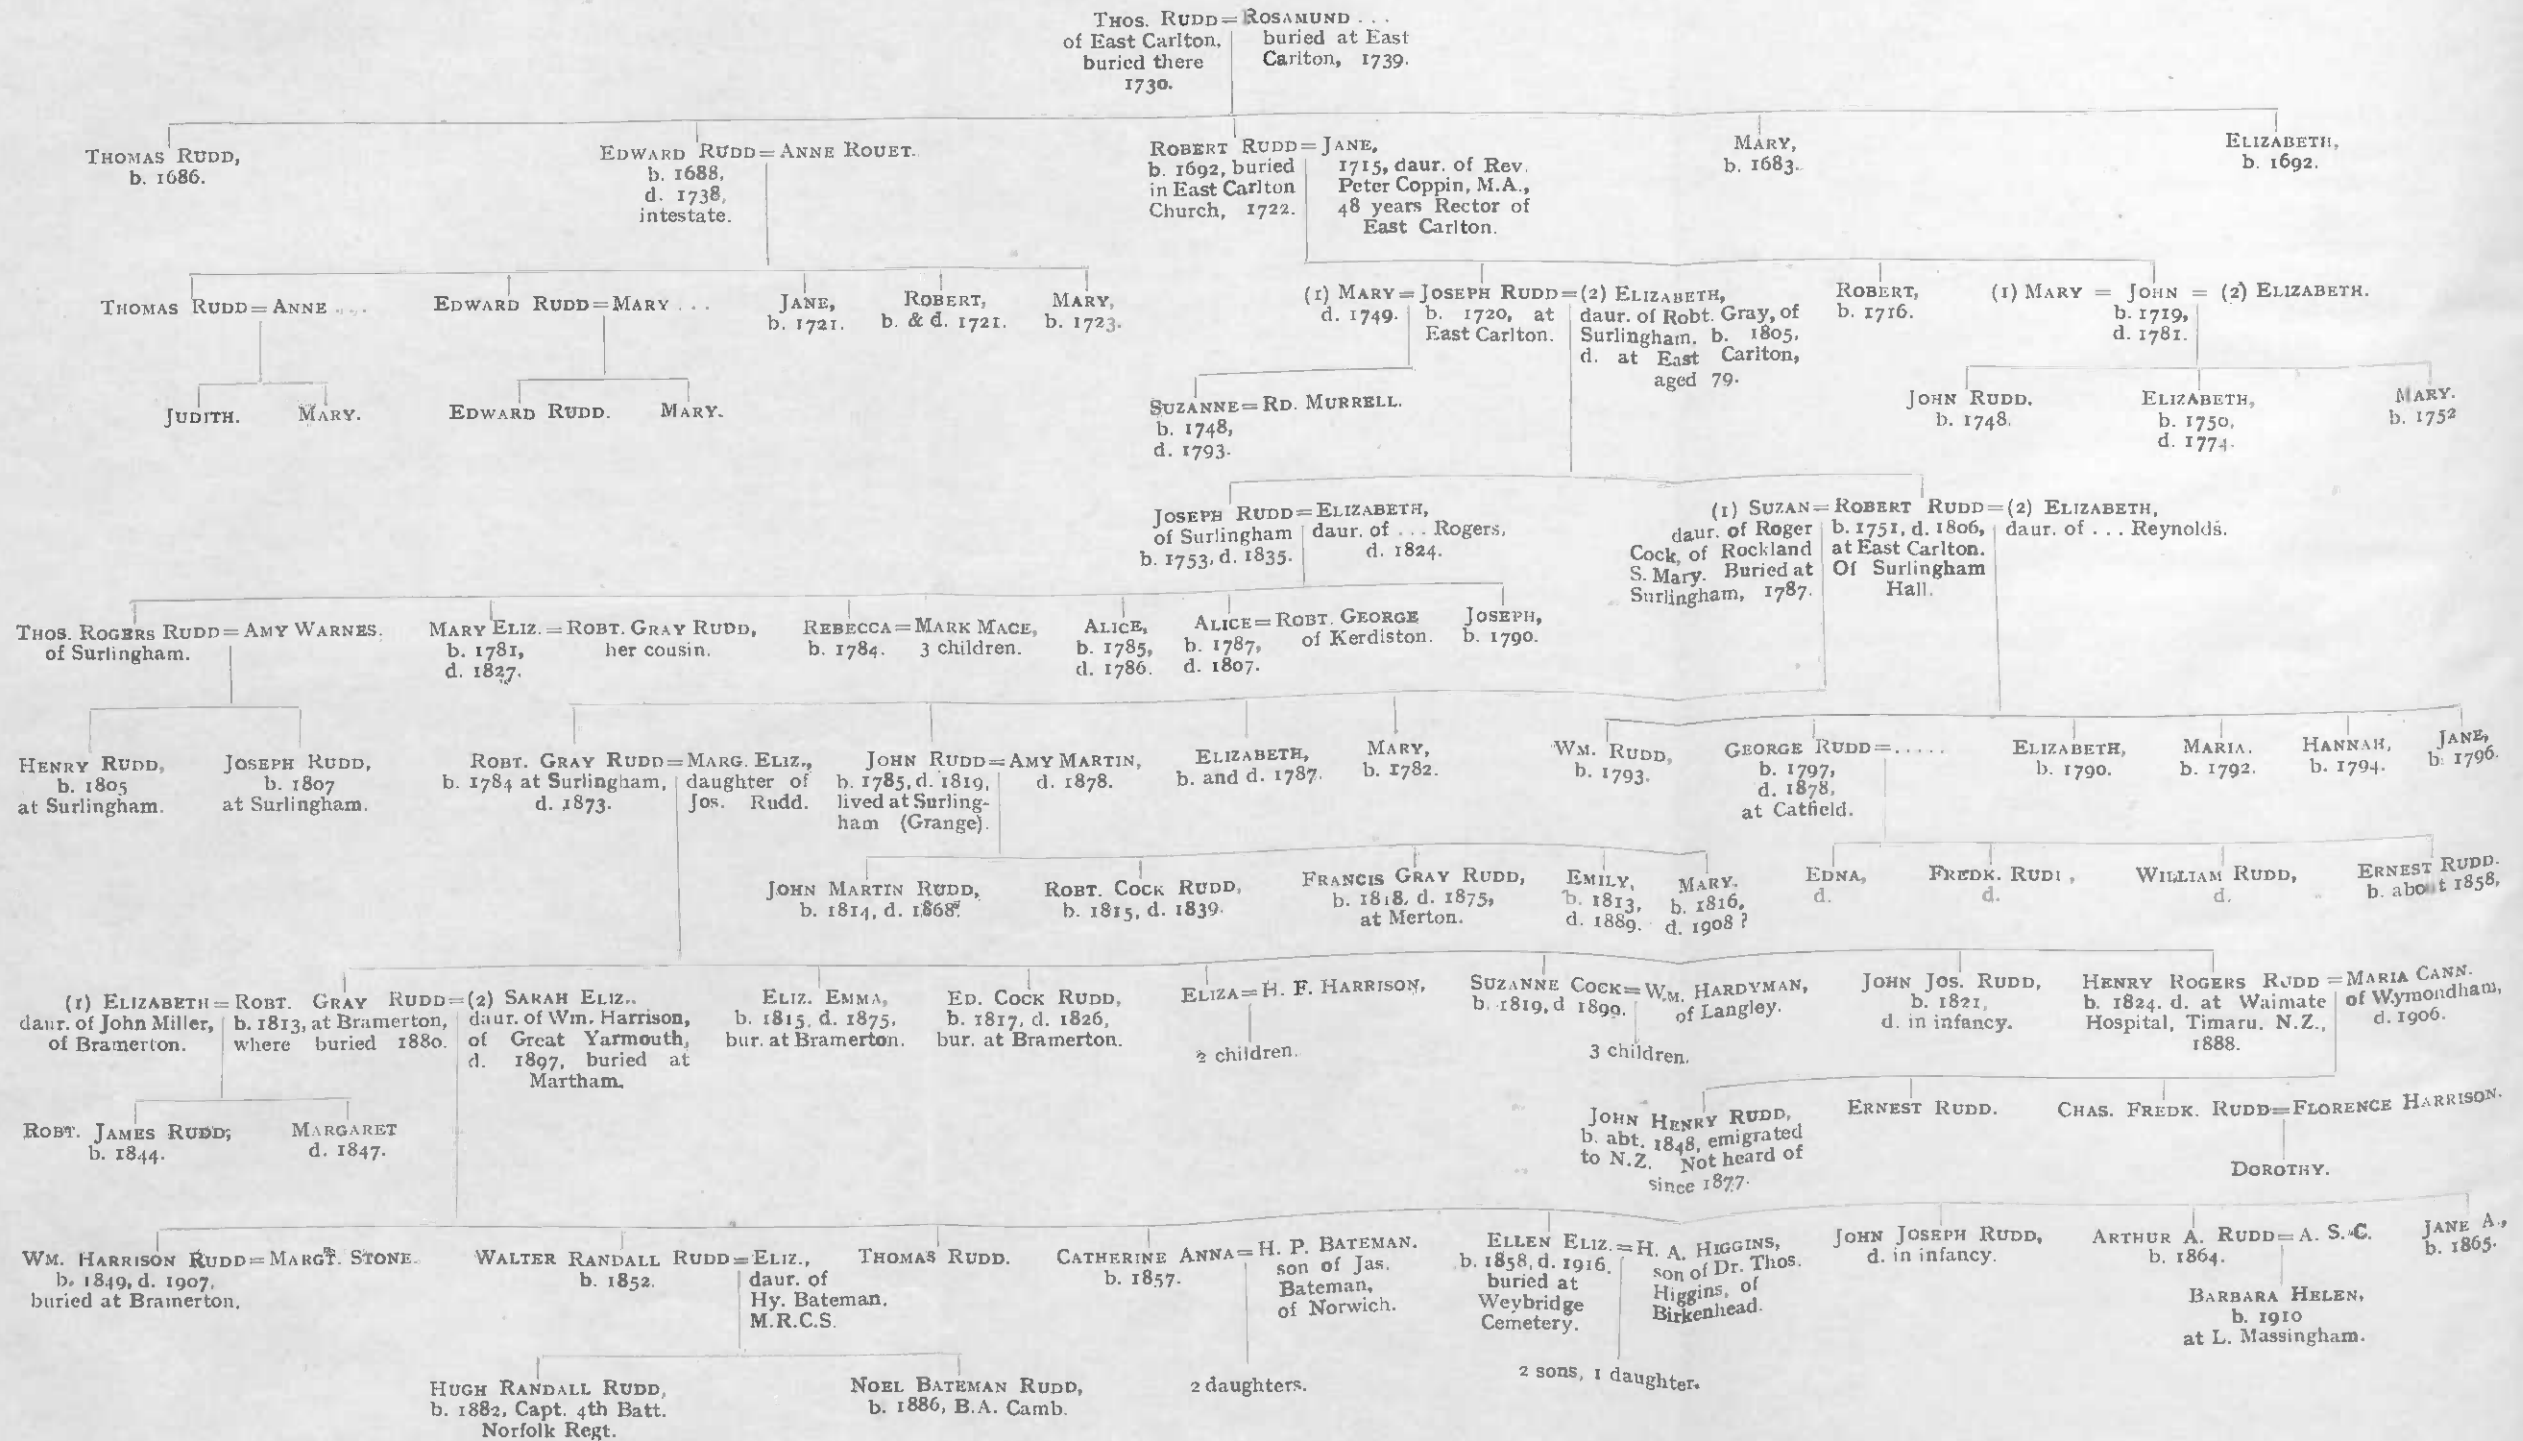 THOS. RUDD=ROSAMUND ...
of East Carlton, buried at East
buried there Carlton, 1739.
1730.
THOMAS RUDD,
b. 1686.
EDWARD RUDD=ANNE ROUET.
b. 1688,
d. 1738,
intestate.
ROBERT RUDD=JANE,
b. 1692, buried 1715, daur. of Rev.
in East Carlton Peter Coppin, M.A.,
Church, 1722. 48 years Rector of
East Carlton.
MARY,
b. 1683.
ELIZABETH,
b. 1692.
THOMAS RUDD=ANNE ....
EDWARD RUDD=MARY ...
JANE,
b. 1721.
ROBERT,
b. & d. 1721.
MARY,
b. 1723.
(1) MARY=JOSEPH RUDD=(2) ELIZABETH,
d. 1749. b. 1720, at daur. of Robt. Gray, of
East Carlton. Surlingham, b. 1805,
d. at East Carlton,
aged 79.
ROBERT,
b. 1716.
(1) MARY = JOHN = (2) ELIZABETH.
b. 1719,
d. 1781.
JUDITH. MARY.
EDWARD RUDD. MARY.
SUZANNE=RD. MURRELL.
b. 1748,
d. 1793.
JOHN RUDD.
b. 1748.
ELIZABETH,
b. 1750,
d. 1774.
MARY.
b. 1752
JOSEPH RUDD=ELIZABETH,
of Surlingham daur. of ... Rogers,
b. 1753, d. 1835. d. 1824.
(1) SUZAN=ROBERT RUDD=(2) ELIZABETH,
daur. of Roger b. 1751, d. 1806, daur. of ... Reynolds.
Cock, of Rockland at East Carlton.
S. Mary. Buried at Of Surlingham
Surlingham, 1787. Hall.
THOS. ROGERS RUDD=AMY WARNES.
of Surlingham.
MARY ELIZ.=ROBT. GRAY RUDD,
b. 1781, her cousin.
d. 1827.
REBECCA=MARK MACE,
b. 1784. 3 children.
ALICE,
b. 1785,
d. 1786.
ALICE=ROBT. GEORGE
b. 1787, of Kerdiston.
d. 1807.
JOSEPH,
b. 1790.
HENRY RUDD,
b. 1805
at Surlingham.
JOSEPH RUDD,
b. 1807
at Surlingham.
ROBT. GRAY RUDD=MARG. ELIZ.,
b. 1784 at Surlingham, daughter of
d. 1873. Jos. Rudd.
JOHN RUDD=AMY MARTIN,
b. 1785, d. 1819, d. 1878.
lived at Surling-
ham (Grange).
ELIZABETH,
b. and d. 1787.
MARY,
b. 1782.
WM. RUDD,
b. 1793.
GEORGE RUDD=.....
b. 1797,
d. 1878,
at Catfield.
ELIZABETH,
b. 1790.
MARIA.
b. 1792.
HANNAH,
b. 1794.
JANE,
b. 1796.
JOHN MARTIN RUDD,
b. 1814, d. 1868.
ROBT. COCK RUDD,
b. 1815, d. 1839.
FRANCIS GRAY RUDD,
b. 1818, d. 1875,
at Merton.
EMILY,
b. 1813,
d. 1889.
MARY.
b. 1816,
d. 1908 ?
EDNA,
d.
FREDK. RUDD,
d.
WILLIAM RUDD,
d.
ERNEST RUDD.
b. about 1858,
(1) ELIZABETH=ROBT. GRAY RUDD=(2) SARAH ELIZ.,
daur. of John Miller, b. 1813, at Bramerton, daur. of Wm. Harrison,
of Bramerton. where buried 1880. of Great Yarmouth,
d. 1897, buried at
Martham.
ELIZ. EMMA,
b. 1815, d. 1875,
bur. at Bramerton.
ED. COCK RUDD,
b. 1817, d. 1826,
bur. at Bramerton.
ELIZA=H. F. HARRISON,
2 children.
SUZANNE COCK=WM. HARDYMAN,
b. 1819, d 1899. of Langley.
3 children.
JOHN JOS. RUDD,
b. 1821,
d. in infancy.
HENRY ROGERS RUDD=MARIA CANN.
b. 1824, d. at Waimate of Wymondham,
Hospital, Timaru, N.Z., d. 1906.
1888.
ROBT. JAMES RUDD,
b. 1844.
MARGARET
d. 1847.
JOHN HENRY RUDD,
b. abt. 1848, emigrated
to N.Z. Not heard of
since 1877.
ERNEST RUDD.
CHAS. FREDK. RUDD=FLORENCE HARRISON.
DOROTHY.
WM. HARRISON RUDD=MARGT. STONE.
b. 1849, d. 1907,
buried at Bramerton.
WALTER RANDALL RUDD=ELIZ.,
b. 1852. daur. of
Hy. Bateman,
M.R.C.S.
THOMAS RUDD.
CATHERINE ANNA=H. P. BATEMAN.
b. 1857. son of Jas.
Bateman,
of Norwich.
ELLEN ELIZ.=H. A. HIGGINS,
b. 1858, d. 1916, son of Dr. Thos.
buried at Higgins, of
Weybridge Birkenhead.
Cemetery.
JOHN JOSEPH RUDD,
d. in infancy.
ARTHUR A. RUDD=A. S. C.
b. 1864.
JANE A.,
b. 1865.
BARBARA HELEN,
b. 1910
at L. Massingham.
HUGH RANDALL RUDD,
b. 1882, Capt. 4th Batt.
Norfolk Regt.
NOEL BATEMAN RUDD,
b. 1886, B.A. Camb.
2 daughters.
2 sons, 1 daughter.